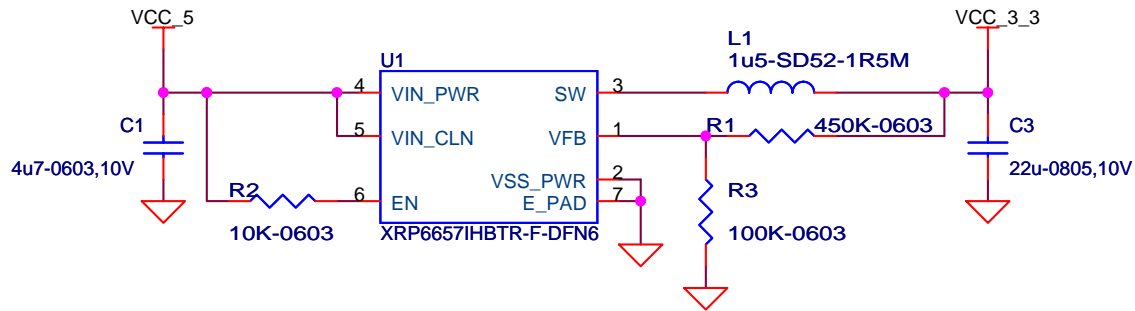 VCC_5
VCC_3_3
L1
1u5-SD52-1R5M
U1
4
VIN_PWR
SW
3
C1
5
VIN_CLN
VFB
1
R1
450K-0603
C3
4u7-0603,10V
VSS_PWR
2
22u-0805,10V
R2
6
EN
E_PAD
7
R3
10K-0603
XRP6657IHBTR-F-DFN6
100K-0603